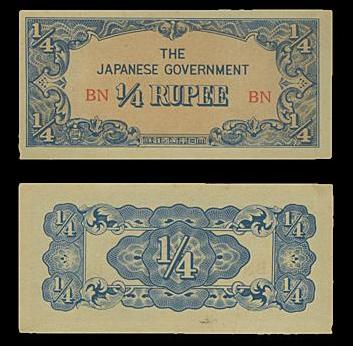 1/4 1/4
THE
JAPANESE GOVERNMENT
BN 1/4 RUPEE BN
1/4 1/4
1/4 1/4
1/4
1/4 1/4